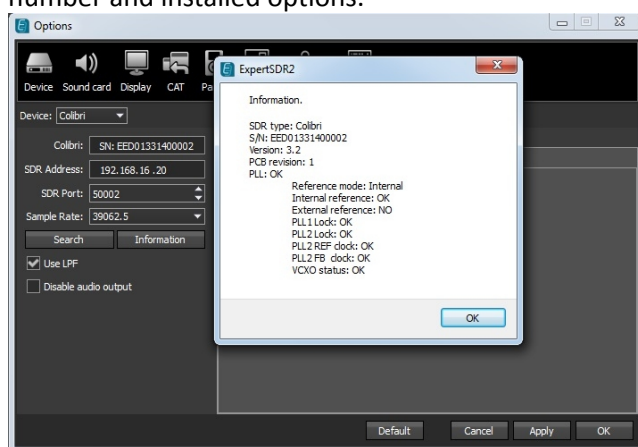 number and installed options.
Options
Device Sound card Display CAT Pa
ExpertSDR2
Device: Colibri
Colibri: SN: EED01331400002
SDR Address: 192.168.16.20
SDR Port: 50002
Sample Rate: 39062.5
Search Information
Use LPF
Disable audio output
Information.
SDR type: Colibri
S/N: EED01331400002
Version: 3.2
PCB revision: 1
PLL: OK
Reference mode: Internal
Internal reference: OK
External reference: NO
PLL1 Lock: OK
PLL2 Lock: OK
PLL2 REF clock: OK
PLL2 FB clock: OK
VCXO status: OK
OK
Default Cancel Apply OK